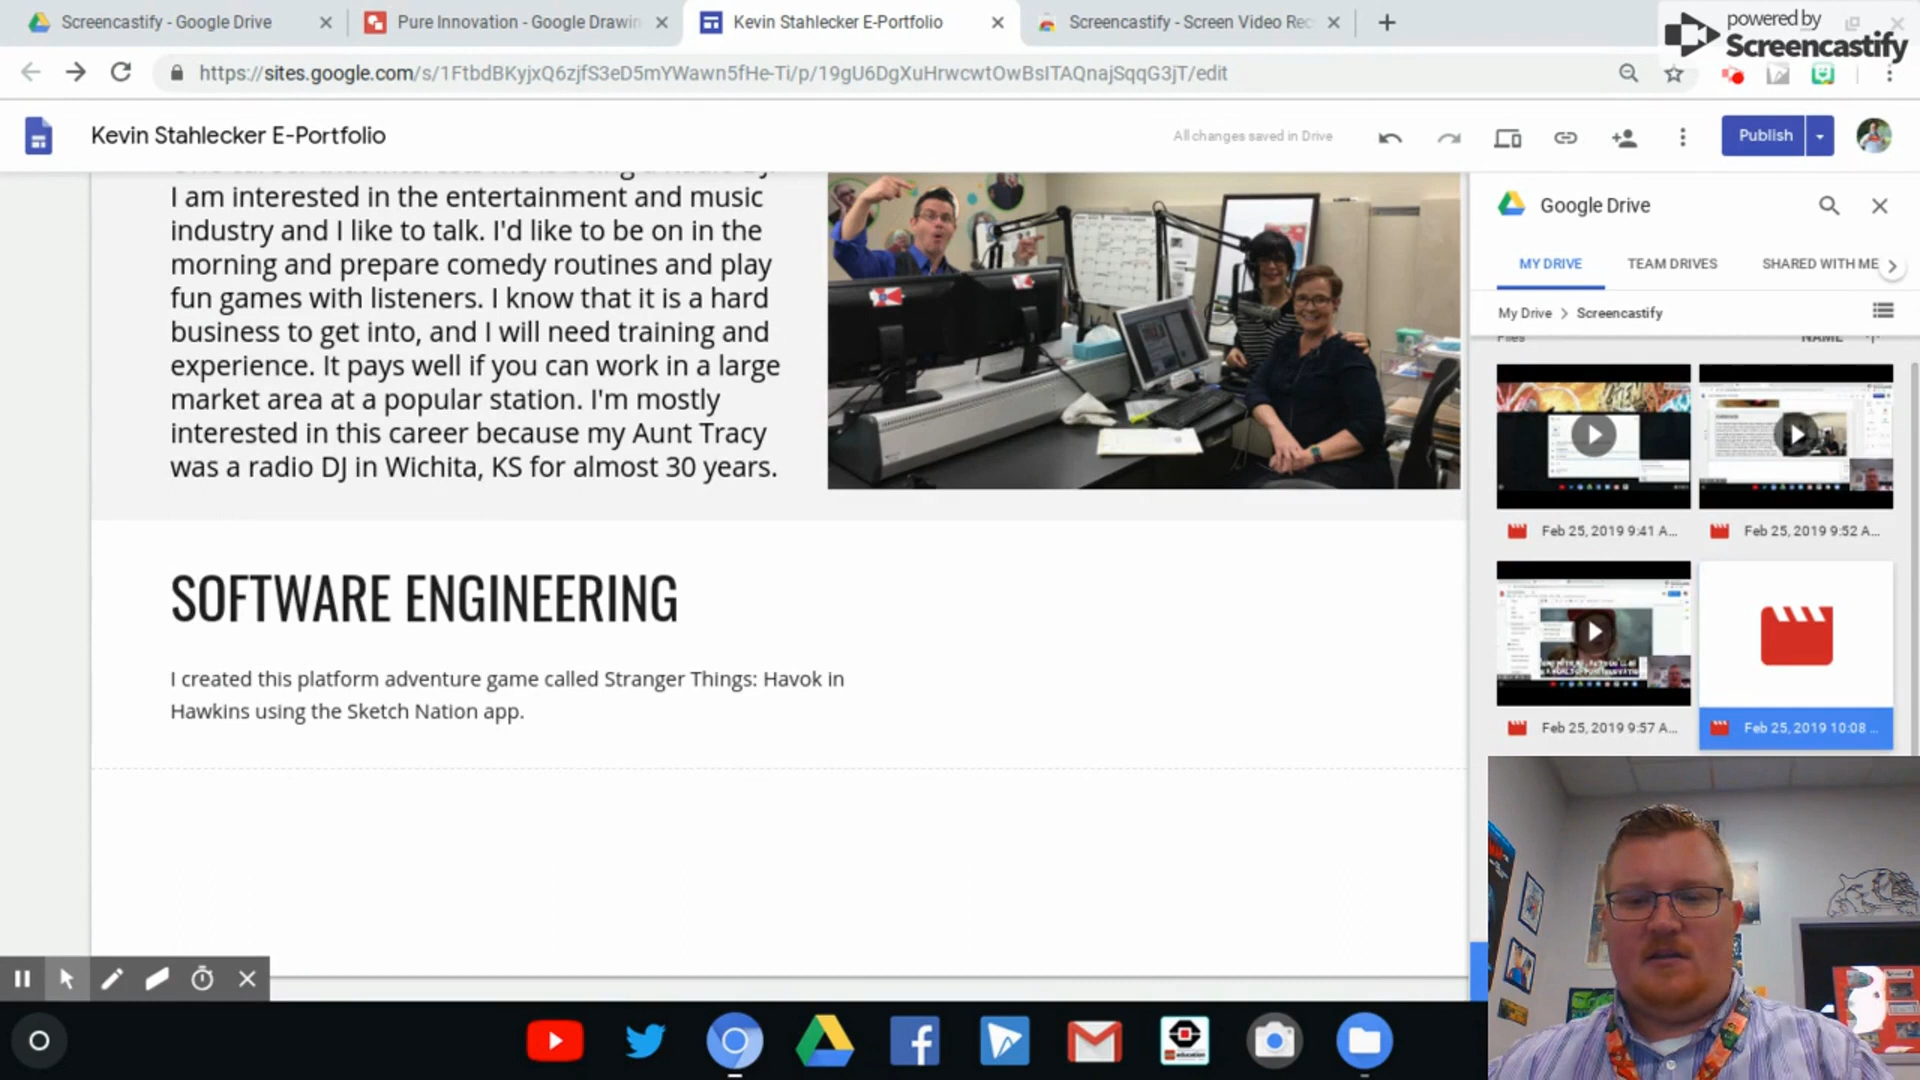 Screencastify - Google Drive
Pure Innovation - Google Drawin
Kevin Stahlecker E-Portfolio
Screencastify - Screen Video Rec
powered by
Screencastify
https://sites.google.com/s/1FtbdBKyjxQ6zjfS3eD5mYWawn5fHe-Ti/p/19gU6DgXuHrwcwtOwBsITAQnajSqqG3jT/edit
Kevin Stahlecker E-Portfolio
All changes saved in Drive
Publish
I am interested in the entertainment and music
industry and I like to talk. I'd like to be on in the
morning and prepare comedy routines and play
fun games with listeners. I know that it is a hard
business to get into, and I will need training and
experience. It pays well if you can work in a large
market area at a popular station. I'm mostly
interested in this career because my Aunt Tracy
was a radio DJ in Wichita, KS for almost 30 years.
SOFTWARE ENGINEERING
I created this platform adventure game called Stranger Things: Havok in
Hawkins using the Sketch Nation app.
Google Drive
MY DRIVE
TEAM DRIVES
SHARED WITH ME
My Drive > Screencastify
Files
NAME
Feb 25, 2019 9:41 A...
Feb 25, 2019 9:52 A...
Feb 25, 2019 9:57 A...
Feb 25, 2019 10:08 ...
education